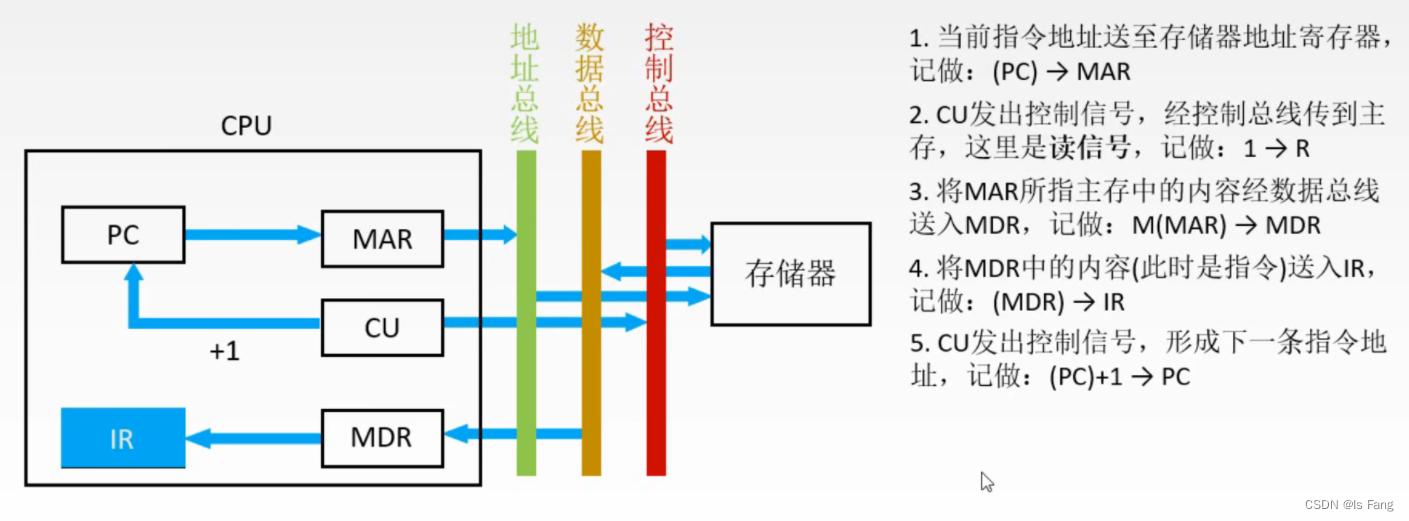 地址总线
数据总线
控制总线
CPU
PC
MAR
CU
+1
IR
MDR
存储器
1. 当前指令地址送至存储器地址寄存器，
记做：(PC) → MAR
2. CU发出控制信号，经控制总线传到主
存，这里是读信号，记做：1 → R
3. 将MAR所指主存中的内容经数据总线
送入MDR，记做：M(MAR) → MDR
4. 将MDR中的内容(此时是指令)送入IR，
记做：(MDR) → IR
5. CU发出控制信号，形成下一条指令地
址，记做：(PC)+1 → PC
CSDN @Is Fang